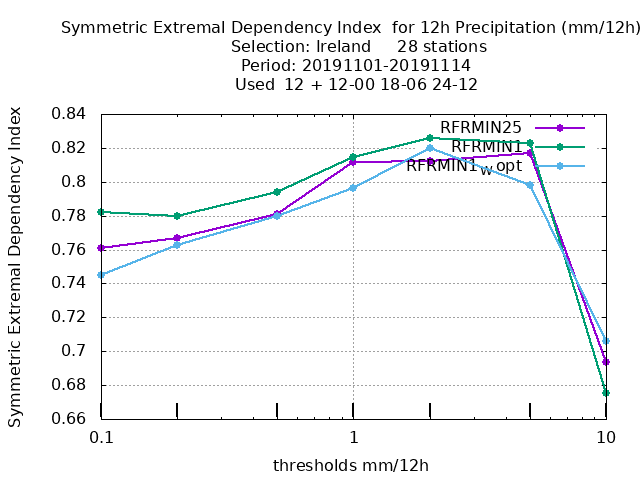 Symmetric Extremal Dependency Index for 12h Precipitation (mm/12h)
Selection: Ireland 28 stations
Period: 20191101-20191114
Used 12 + 12-00 18-06 24-12
Symmetric Extremal Dependency Index
0.84
0.82
0.8
0.78
0.76
0.74
0.72
0.7
0.68
0.66
RFRMIN25
RFRMIN1
RFRMIN1wopt
0.1
1
10
thresholds mm/12h